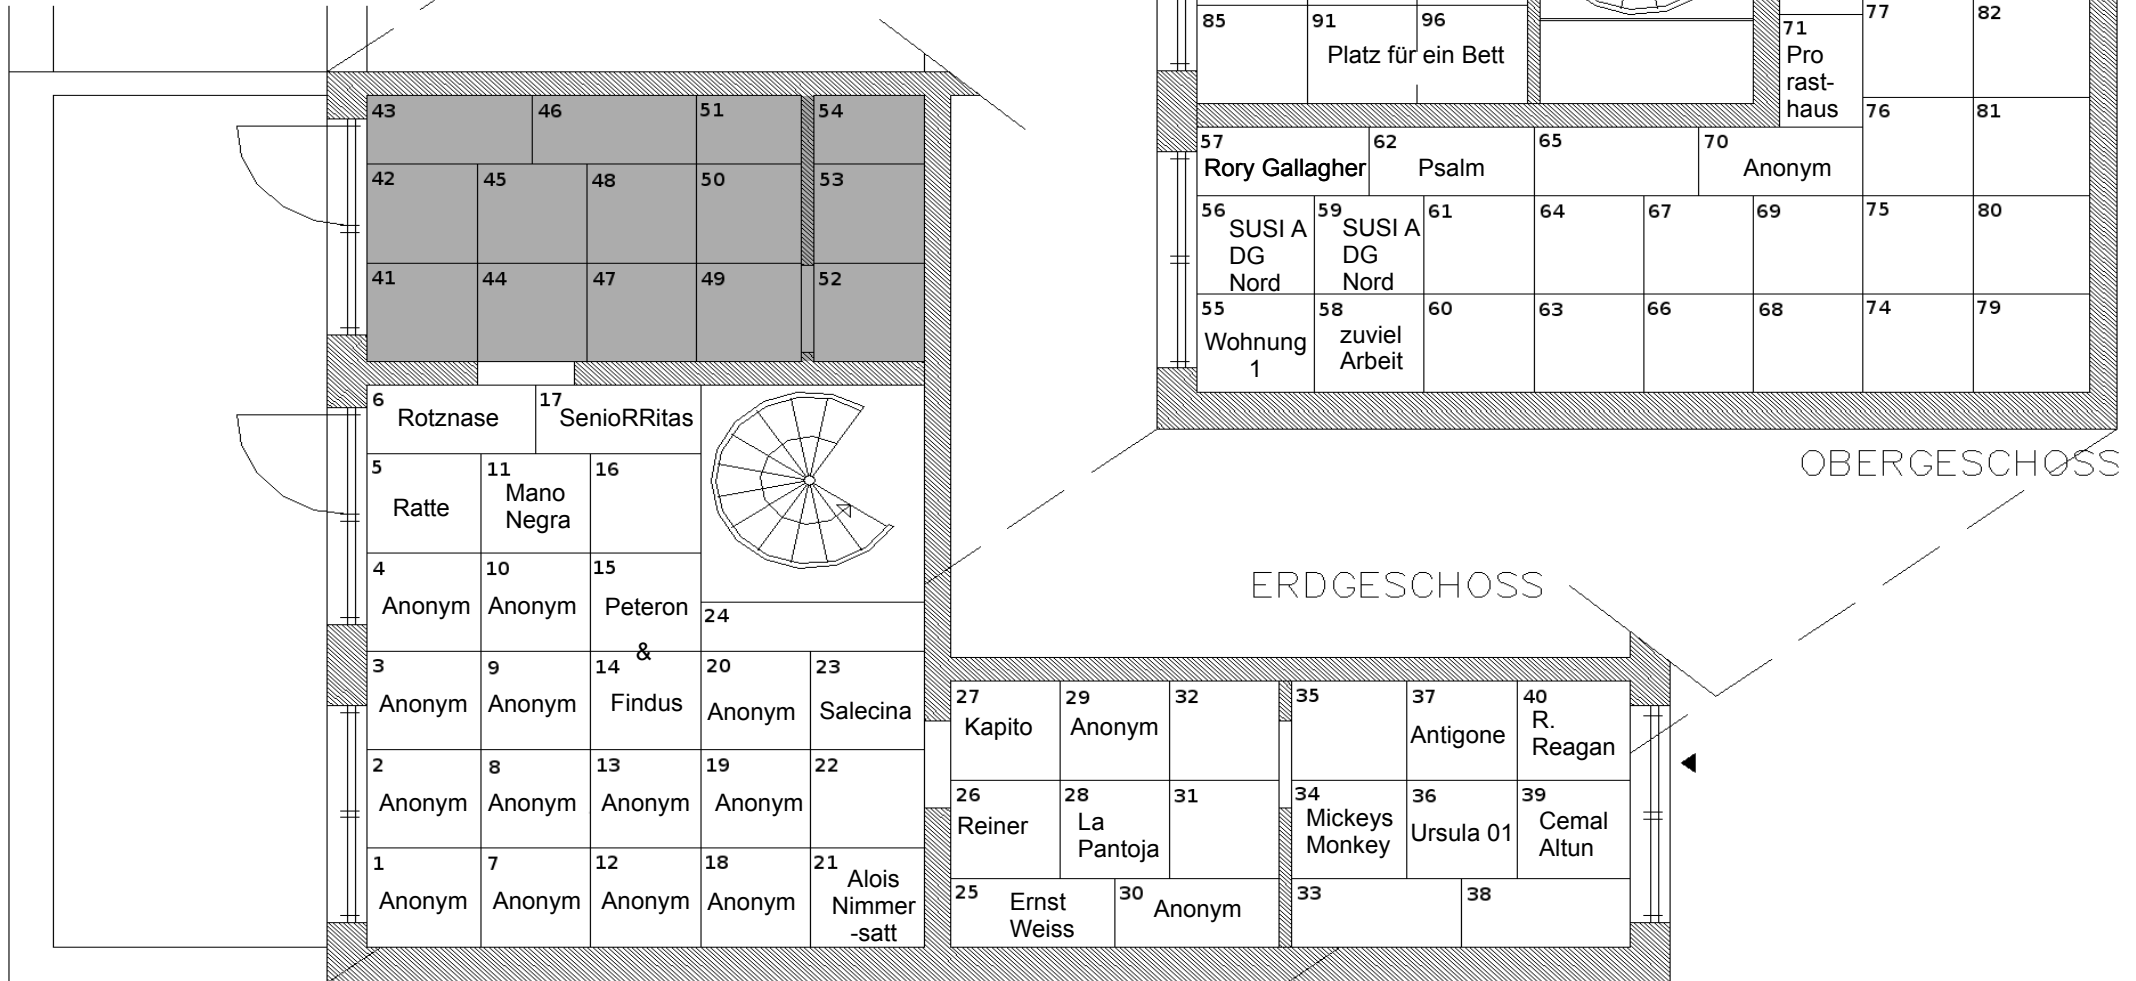 85
91
96
Platz für ein Bett
71
Pro
rast-
haus
77
82
76
81
57
Rory Gallagher
62
Psalm
65
70
Anonym
56
SUSI A
DG
Nord
59
SUSI A
DG
Nord
61
64
67
69
75
80
55
Wohnung
1
58
zuviel
Arbeit
60
63
66
68
74
79
OBERGESCHOSS
43
46
51
54
42
45
48
50
53
41
44
47
49
52
6
Rotznase
17
SenioRRitas
5
Ratte
11
Mano
Negra
16
4
Anonym
10
Anonym
15
Peteron
&
24
3
Anonym
9
Anonym
14
Findus
20
Anonym
23
Salecina
2
Anonym
8
Anonym
13
Anonym
19
Anonym
22
1
Anonym
7
Anonym
12
Anonym
18
Anonym
21
Alois
Nimmer
-satt
ERDGESCHOSS
27
Kapito
29
Anonym
32
35
37
Antigone
40
R.
Reagan
26
Reiner
28
La
Pantoja
31
34
Mickeys
Monkey
36
Ursula 01
39
Cemal
Altun
25
Ernst
Weiss
30
Anonym
33
38